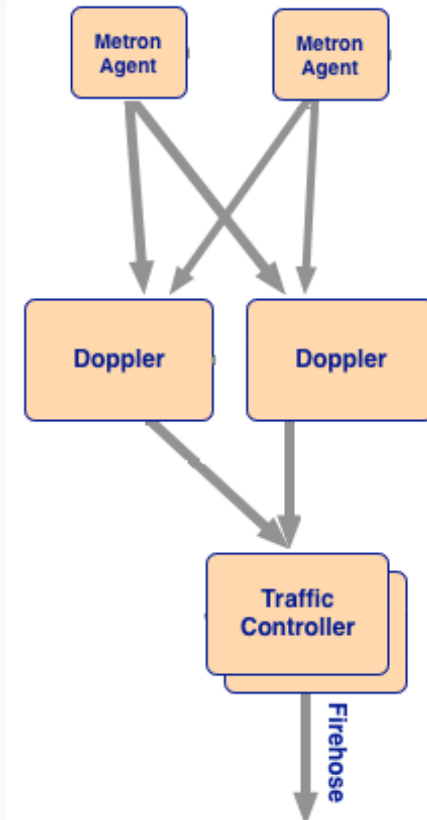 Metron
Agent
Metron
Agent
Doppler
Doppler
Traffic
Controller
Firehose